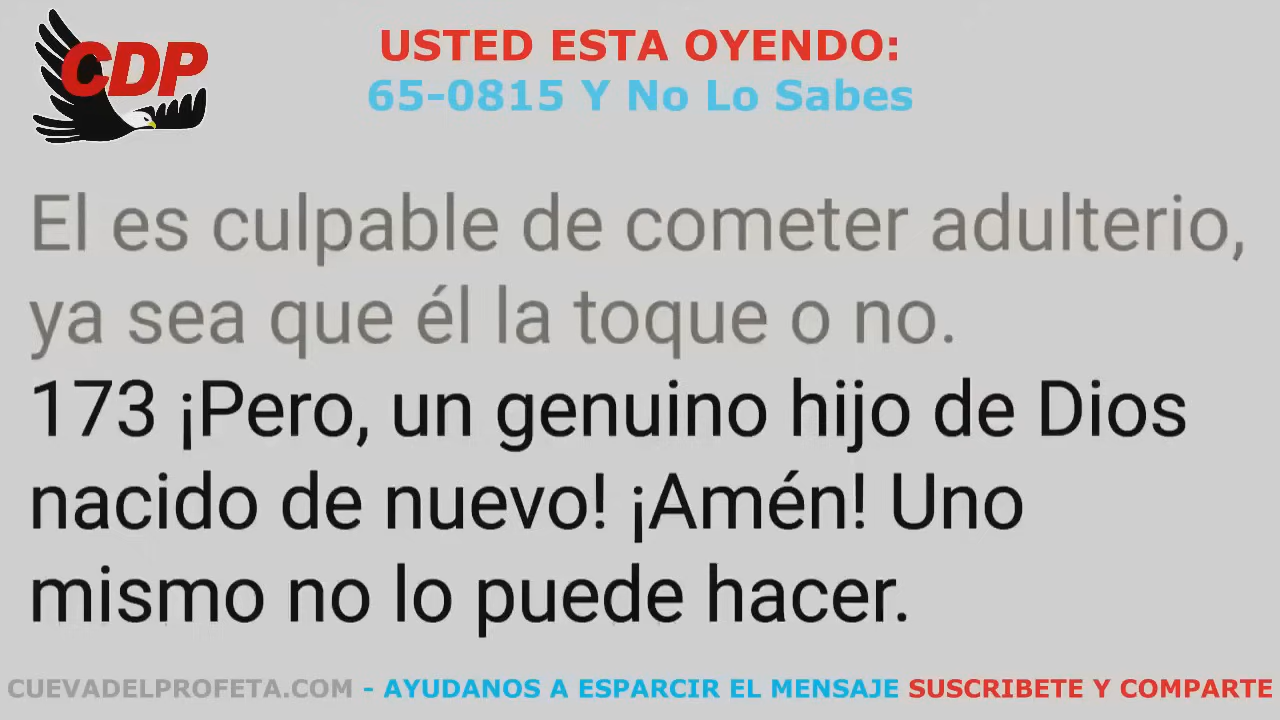 CDP
USTED ESTA OYENDO:
65-0815 Y No Lo Sabes
El es culpable de cometer adulterio,
ya sea que él la toque o no.
173 ¡Pero, un genuino hijo de Dios
nacido de nuevo! ¡Amén! Uno
mismo no lo puede hacer.
CUEVADELPROFETA.COM - AYUDANOS A ESPARCIR EL MENSAJE SUSCRIBETE Y COMPARTE